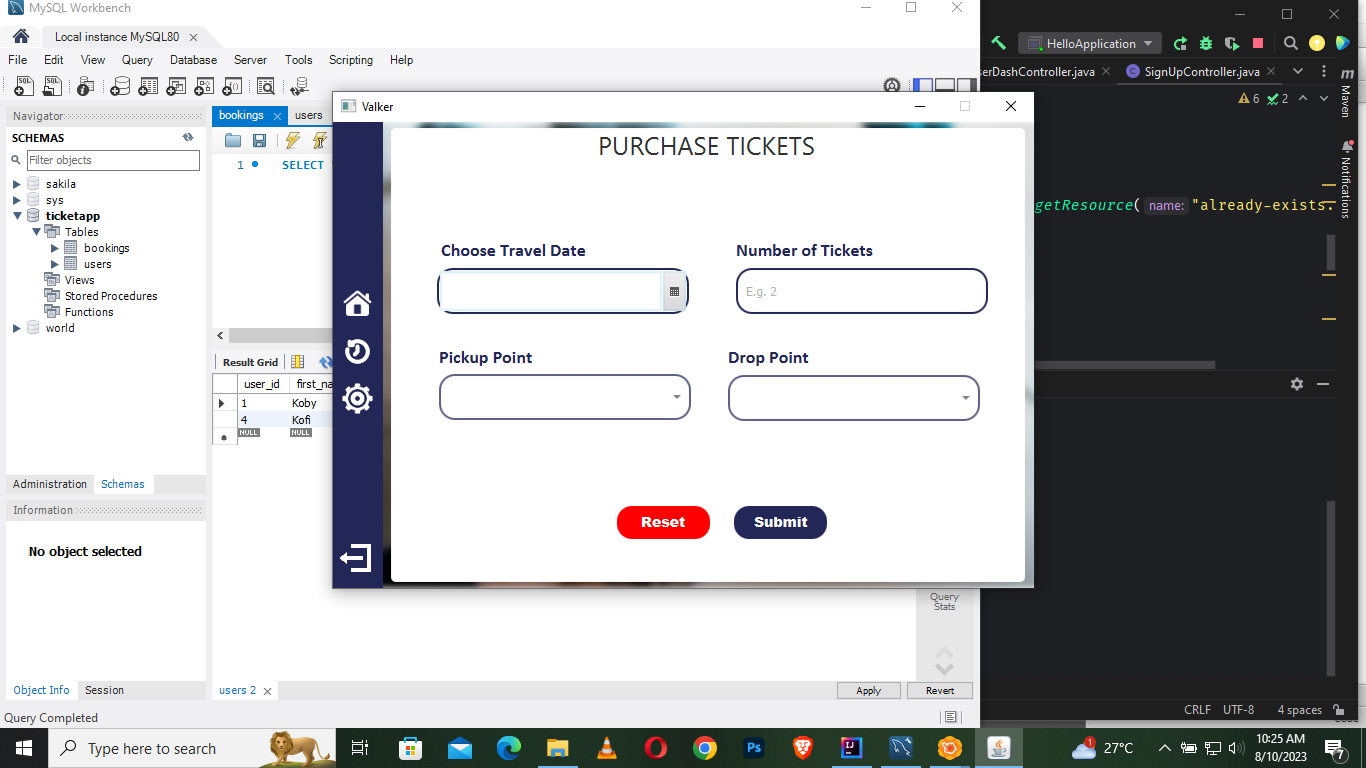 MySQL Workbench
Local instance MySQL80
File Edit View Query Database Server Tools Scripting Help
Navigator
SCHEMAS
Filter objects
sakila
sys
ticketapp
Tables
bookings
users
Views
Stored Procedures
Functions
world
Administration Schemas
Information
No object selected
Object Info Session
Query Completed
bookings users
1 SELECT
Result Grid
user_id first_na
1 Koby
4 Kofi
NULL NULL
users 2
Query
Stats
Apply Revert
Valker
PURCHASE TICKETS
Choose Travel Date Number of Tickets
E.g. 2
Pickup Point Drop Point
Reset Submit
HelloApplication
serDashController.java SignUpController.java
6 2
getResource( name: "already-exists.
Maven
Notifications
CRLF UTF-8 4 spaces
Type here to search
27°C
10:25 AM
8/10/2023
7